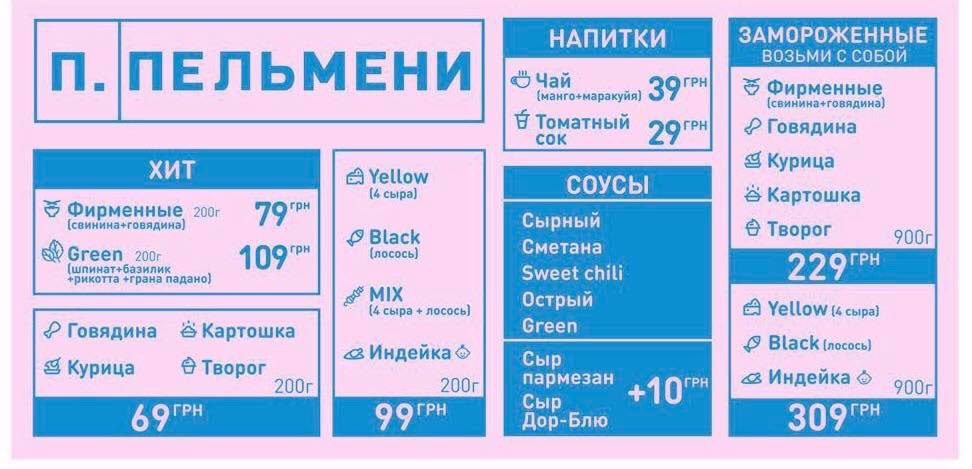 П. ПЕЛЬМЕНИ
ХИТ
Фирменные 200г 79 ГРН
(свинина+говядина)
Green 200г 109 ГРН
(шпинат+базилик
+рикотта +грана падано)
Говядина Картошка
Курица Творог
200г
69 ГРН
Yellow
(4 сыра)
Black
(лосось)
MIX
(4 сыра + лосось)
Индейка
200г
99 ГРН
НАПИТКИ
Чай 39 ГРН
(манго+маракуйя)
Томатный 29 ГРН
сок
СОУСЫ
Сырный
Сметана
Sweet chili
Острый
Green
Сыр
пармезан +10 ГРН
Сыр
Дор-Блю
ЗАМОРОЖЕННЫЕ
ВОЗЬМИ С СОБОЙ
Фирменные
(свинина+говядина)
Говядина
Курица
Картошка
Творог
900г
229 ГРН
Yellow (4 сыра)
Black (лосось)
Индейка 900г
309 ГРН